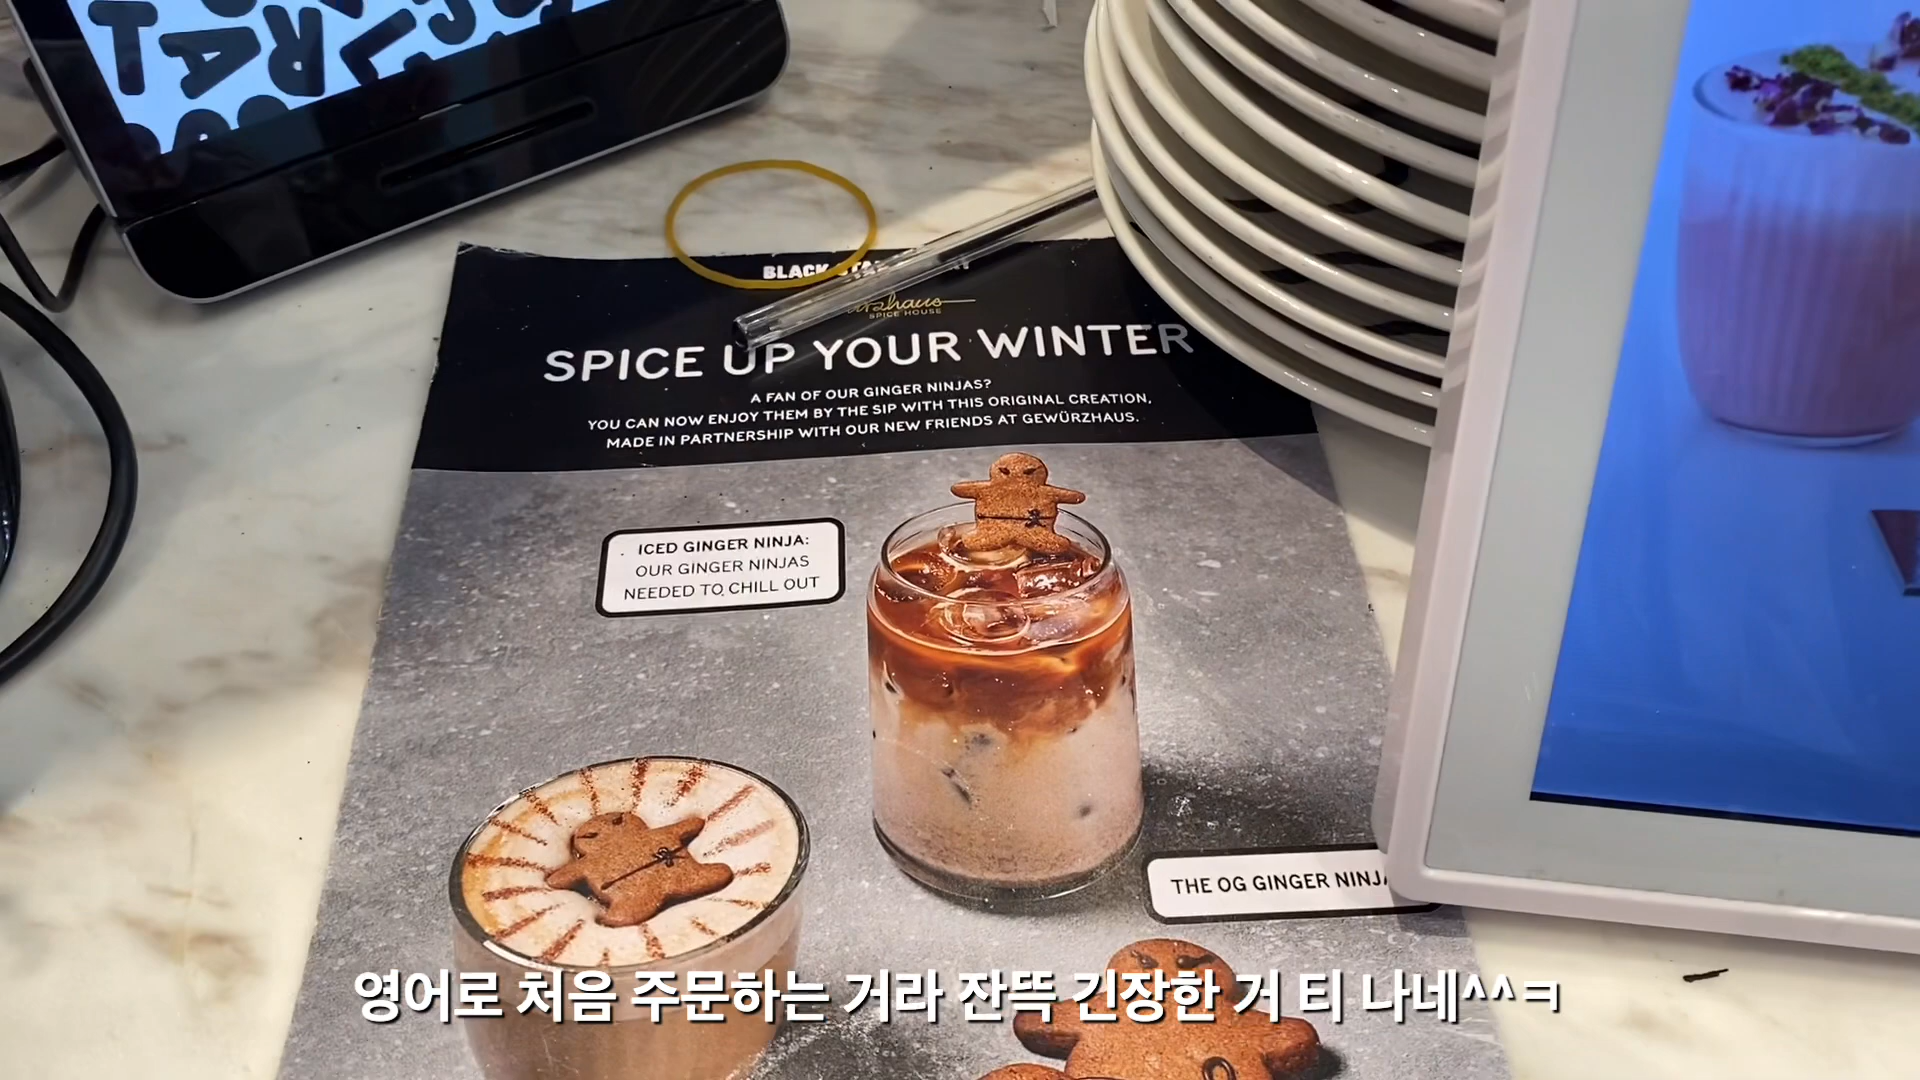 BLACK
SPICE HOUSE
SPICE UP YOUR WINTER
A FAN OF OUR GINGER NINJAS?
YOU CAN NOW ENJOY THEM BY THE SIP WITH THIS ORIGINAL CREATION,
MADE IN PARTNERSHIP WITH OUR NEW FRIENDS AT GEWÜRZHAUS.
ICED GINGER NINJA:
OUR GINGER NINJAS
NEEDED TO CHILL OUT
THE OG GINGER
영어로 처음 주문하는 거라 잔뜩 긴장한 거 티 나네^^ㅋ